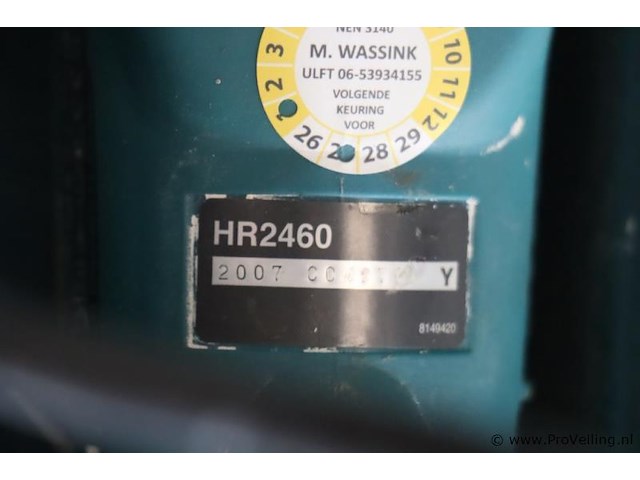 NEN 3140
M. WASSINK
ULFT 06-53934155
VOLGENDE
KEURING
VOOR
3
2
10
11
12
26
28
29
HR2460
2007
Y
8149420
© www.ProVeiling.nl